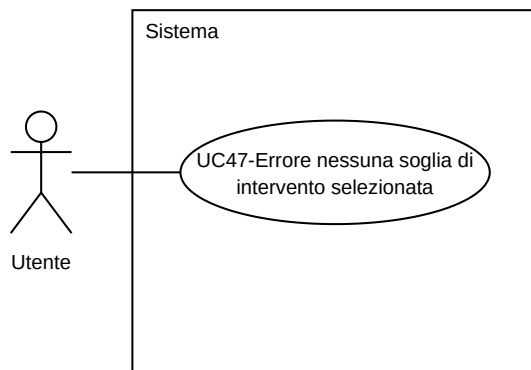 Sistema
UC47-Errore nessuna soglia di
intervento selezionata
Utente